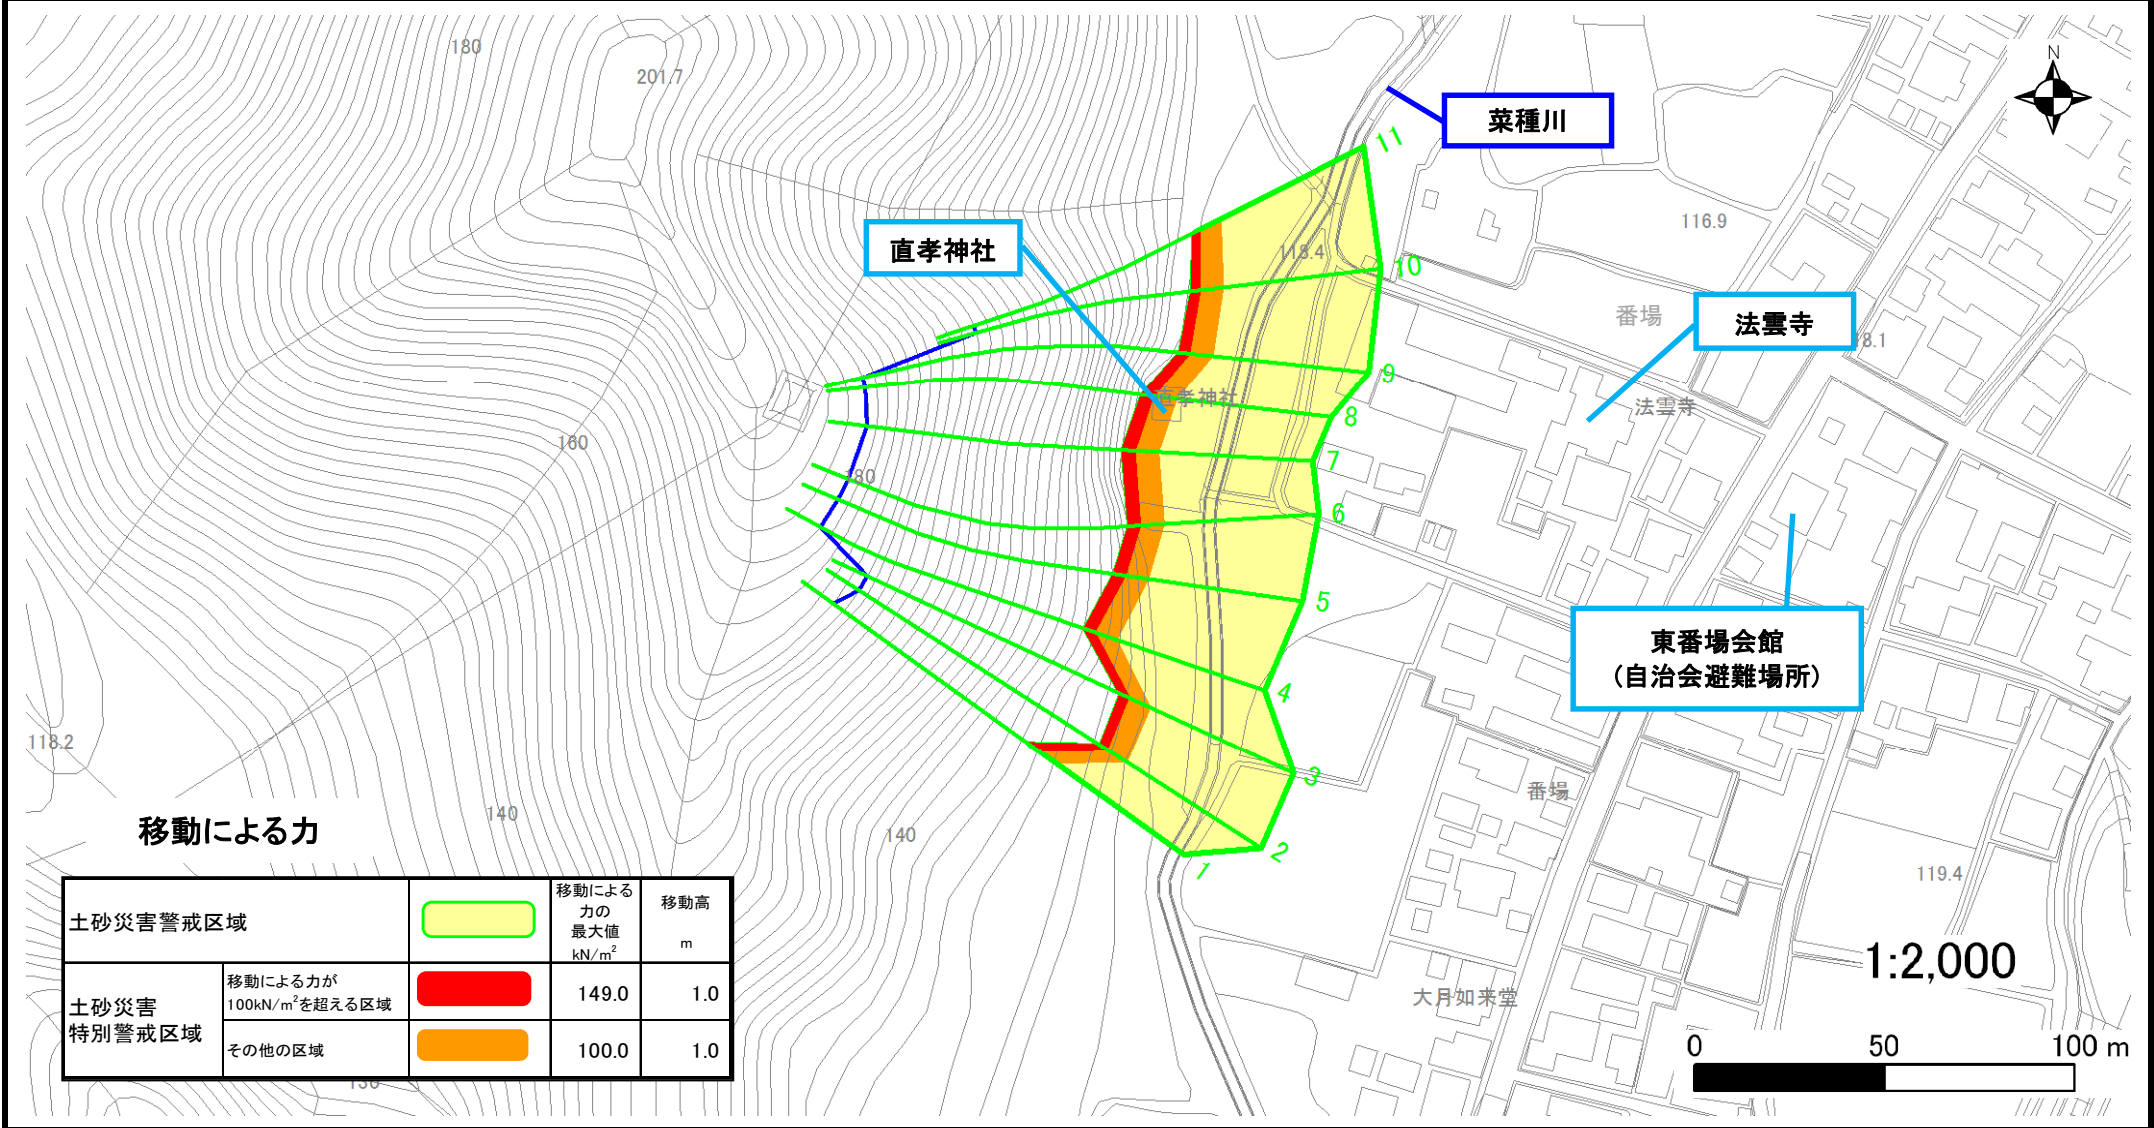 180
201.7
N
菜種川
11
116.9
直孝神社
118.4
10
番場
法雲寺
9
直孝神社
法雲寺
8
160
7
180
6
5
東番場会館
（自治会避難場所）
4
118.2
3
番場
140
140
移動による力
2
1
119.4
土砂災害警戒区域
移動による
力の
最大値
kN/m²
移動高
m
土砂災害
特別警戒区域
移動による力が
100kN/m²を超える区域
149.0
1.0
その他の区域
100.0
1.0
大月如来堂
1:2,000
0
50
100 m